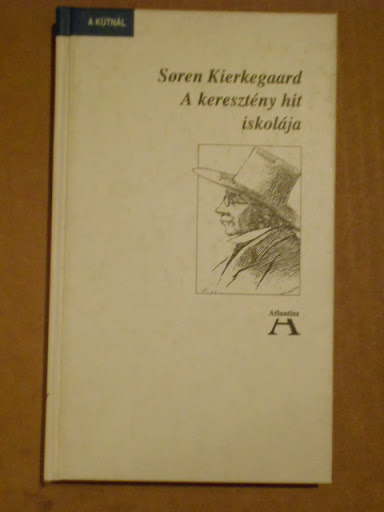 A KÚTNÁL
Søren Kierkegaard
A keresztény hit
iskolája
Atlantisz